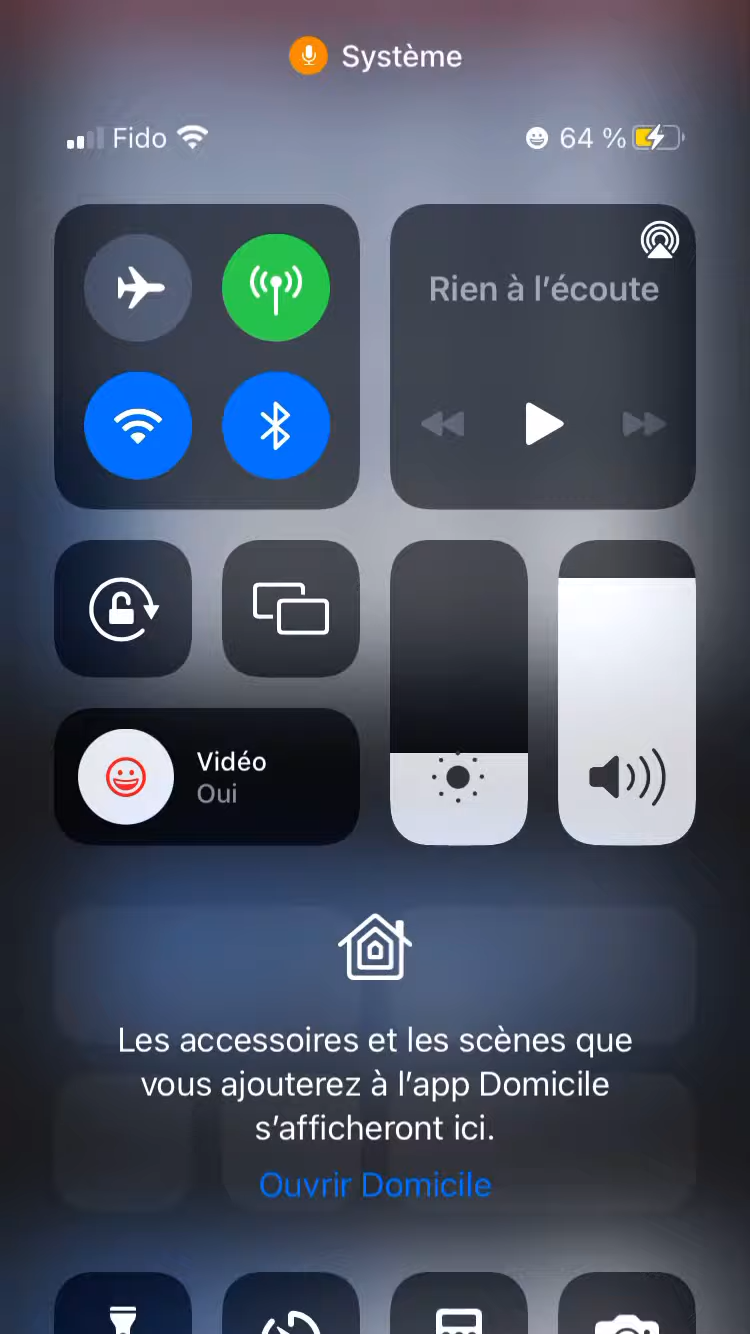 Système
Fido 64 %
Rien à l’écoute
Vidéo
Oui
Les accessoires et les scènes que
vous ajouterez à l’app Domicile
s’afficheront ici.
Ouvrir Domicile